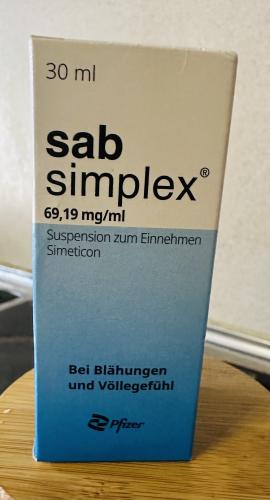 30 ml
sab
simplex®
69,19 mg/ml
Suspension zum Einnehmen
Simeticon
Bei Blähungen
und Völlegefühl
Pfizer